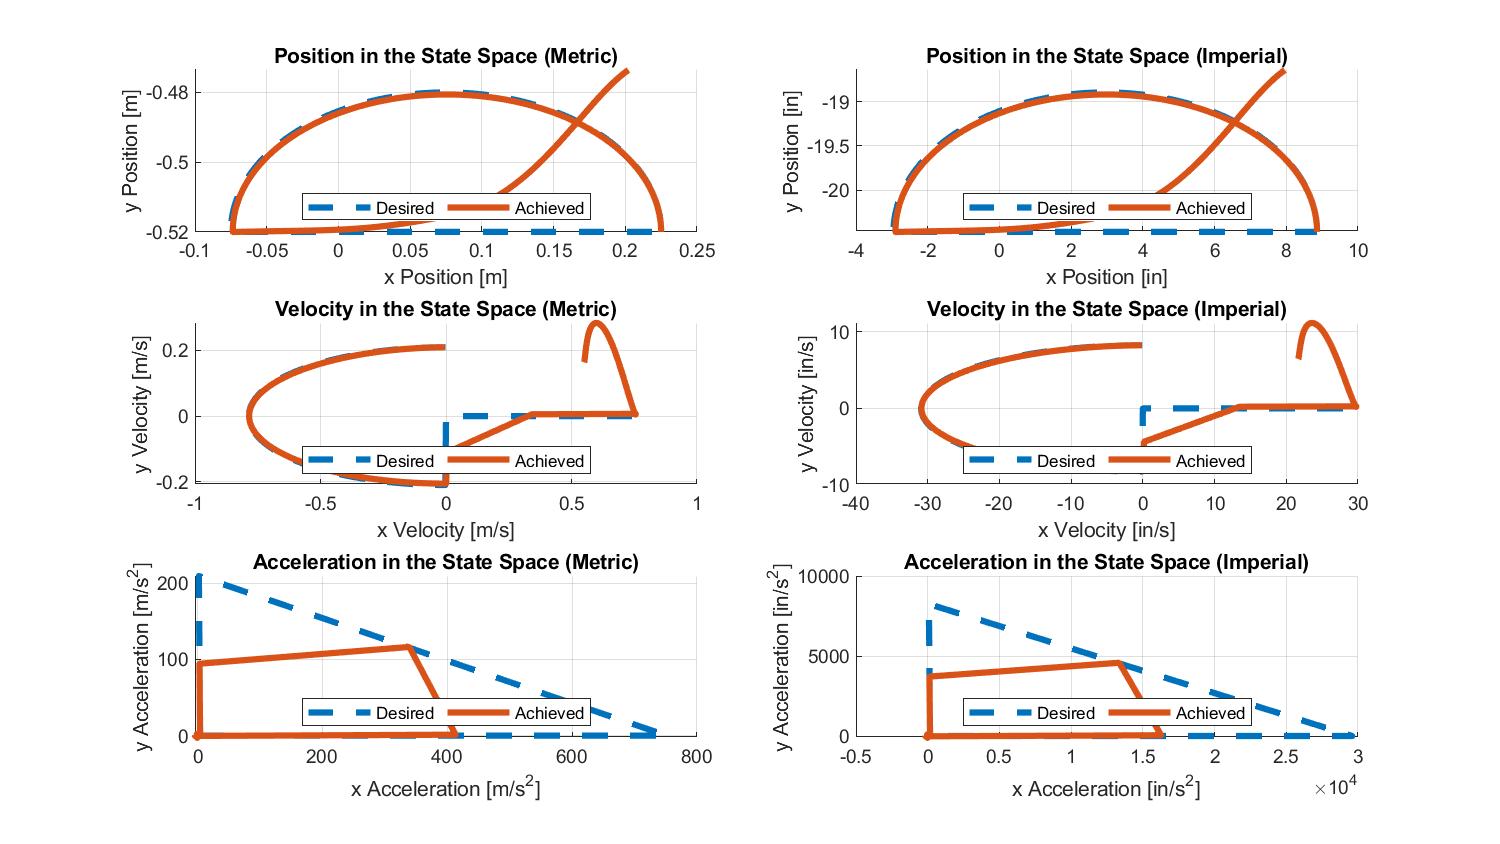 Position in the State Space (Metric)
y Position [m]
-0.48
-0.5
-0.52
Desired
Achieved
-0.1 -0.05 0 0.05 0.1 0.15 0.2 0.25
x Position [m]
Position in the State Space (Imperial)
y Position [in]
-19
-19.5
-20
Desired
Achieved
-4 -2 0 2 4 6 8 10
x Position [in]
Velocity in the State Space (Metric)
y Velocity [m/s]
0.2
0
-0.2
Desired
Achieved
-1 -0.5 0 0.5 1
x Velocity [m/s]
Velocity in the State Space (Imperial)
y Velocity [in/s]
10
0
-10
Desired
Achieved
-40 -30 -20 -10 0 10 20 30
x Velocity [in/s]
Acceleration in the State Space (Metric)
y Acceleration [m/s²]
200
100
0
Desired
Achieved
0 200 400 600 800
x Acceleration [m/s²]
Acceleration in the State Space (Imperial)
y Acceleration [in/s²]
10000
5000
0
Desired
Achieved
-0.5 0 0.5 1 1.5 2 2.5 3
x Acceleration [in/s²]
×10⁴